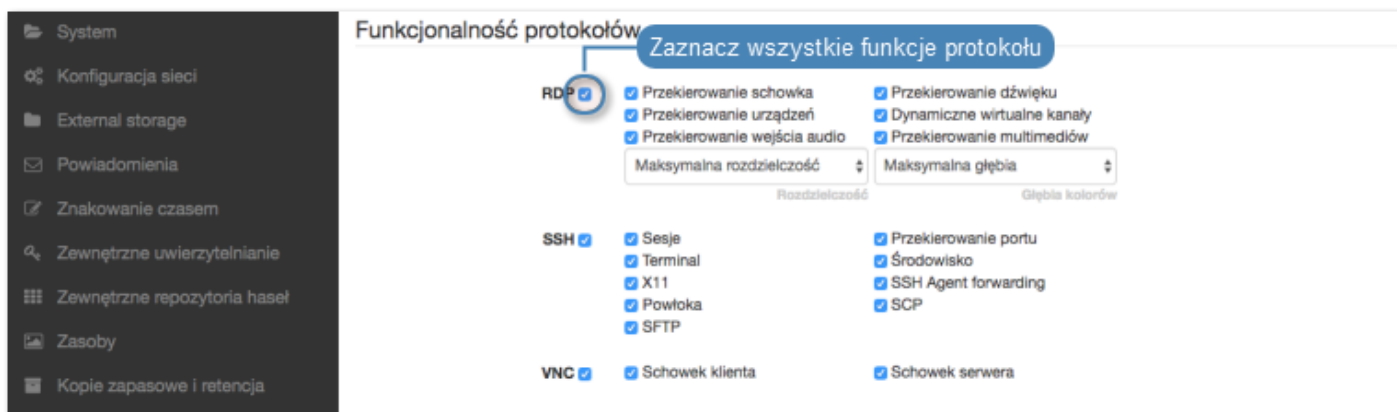 System
Konfiguracja sieci
External storage
Powiadomienia
Znakowanie czasem
Zewnętrzne uwierzytelnianie
Zewnętrzne repozytoria haseł
Zasoby
Kopie zapasowe i retencja
Funkcjonalność protokołów
Zaznacz wszystkie funkcje protokołu
RDP
Przekierowanie schowka Przekierowanie dźwięku
Przekierowanie urządzeń Dynamiczne wirtualne kanały
Przekierowanie wejścia audio Przekierowanie multimediów
Maksymalna rozdzielczość Maksymalna głębia
Rozdzielczość Głębia kolorów
SSH Sesje Przekierowanie portu
Terminal Środowisko
X11 SSH Agent forwarding
Powłoka SCP
SFTP
VNC Schowek klienta Schowek serwera